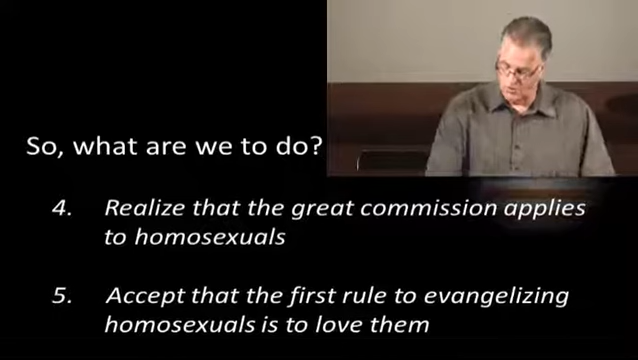 So, what are we to do?
4. Realize that the great commission applies
to homosexuals
5. Accept that the first rule to evangelizing
homosexuals is to love them